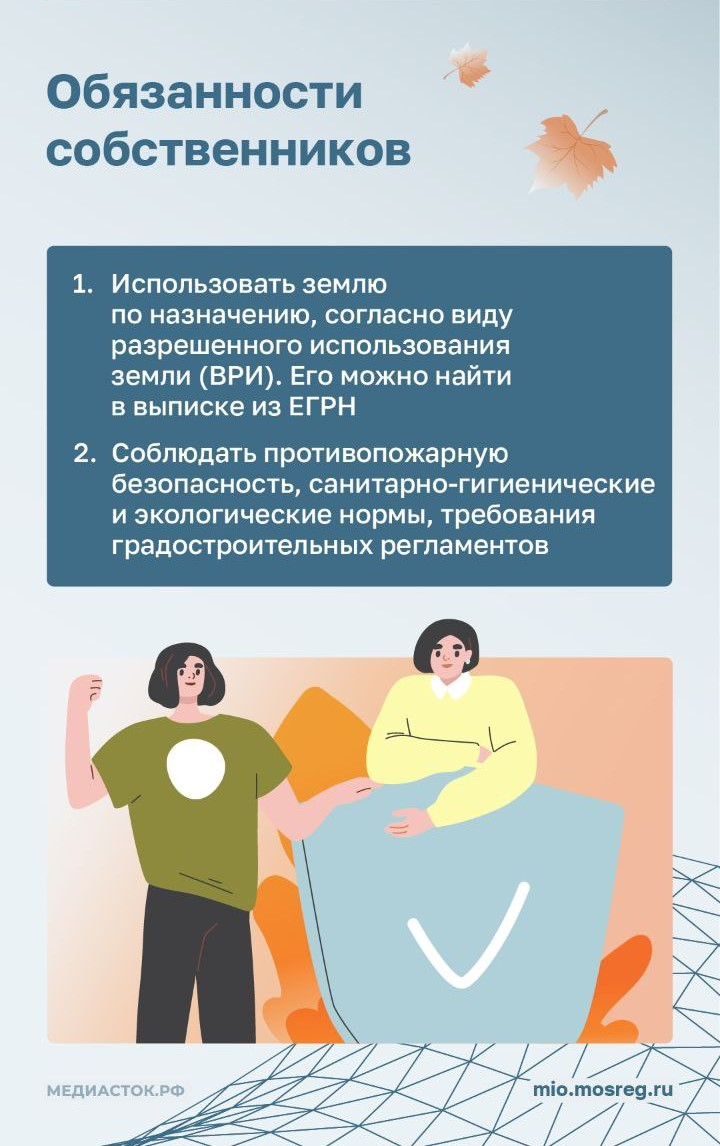 Обязанности
собственников
1. Использовать землю
по назначению, согласно виду
разрешенного использования
земли (ВРИ). Его можно найти
в выписке из ЕГРН
2. Соблюдать противопожарную
безопасность, санитарно-гигиенические
и экологические нормы, требования
градостроительных регламентов
МЕДИАСТОК.РФ
mio.mosreg.ru